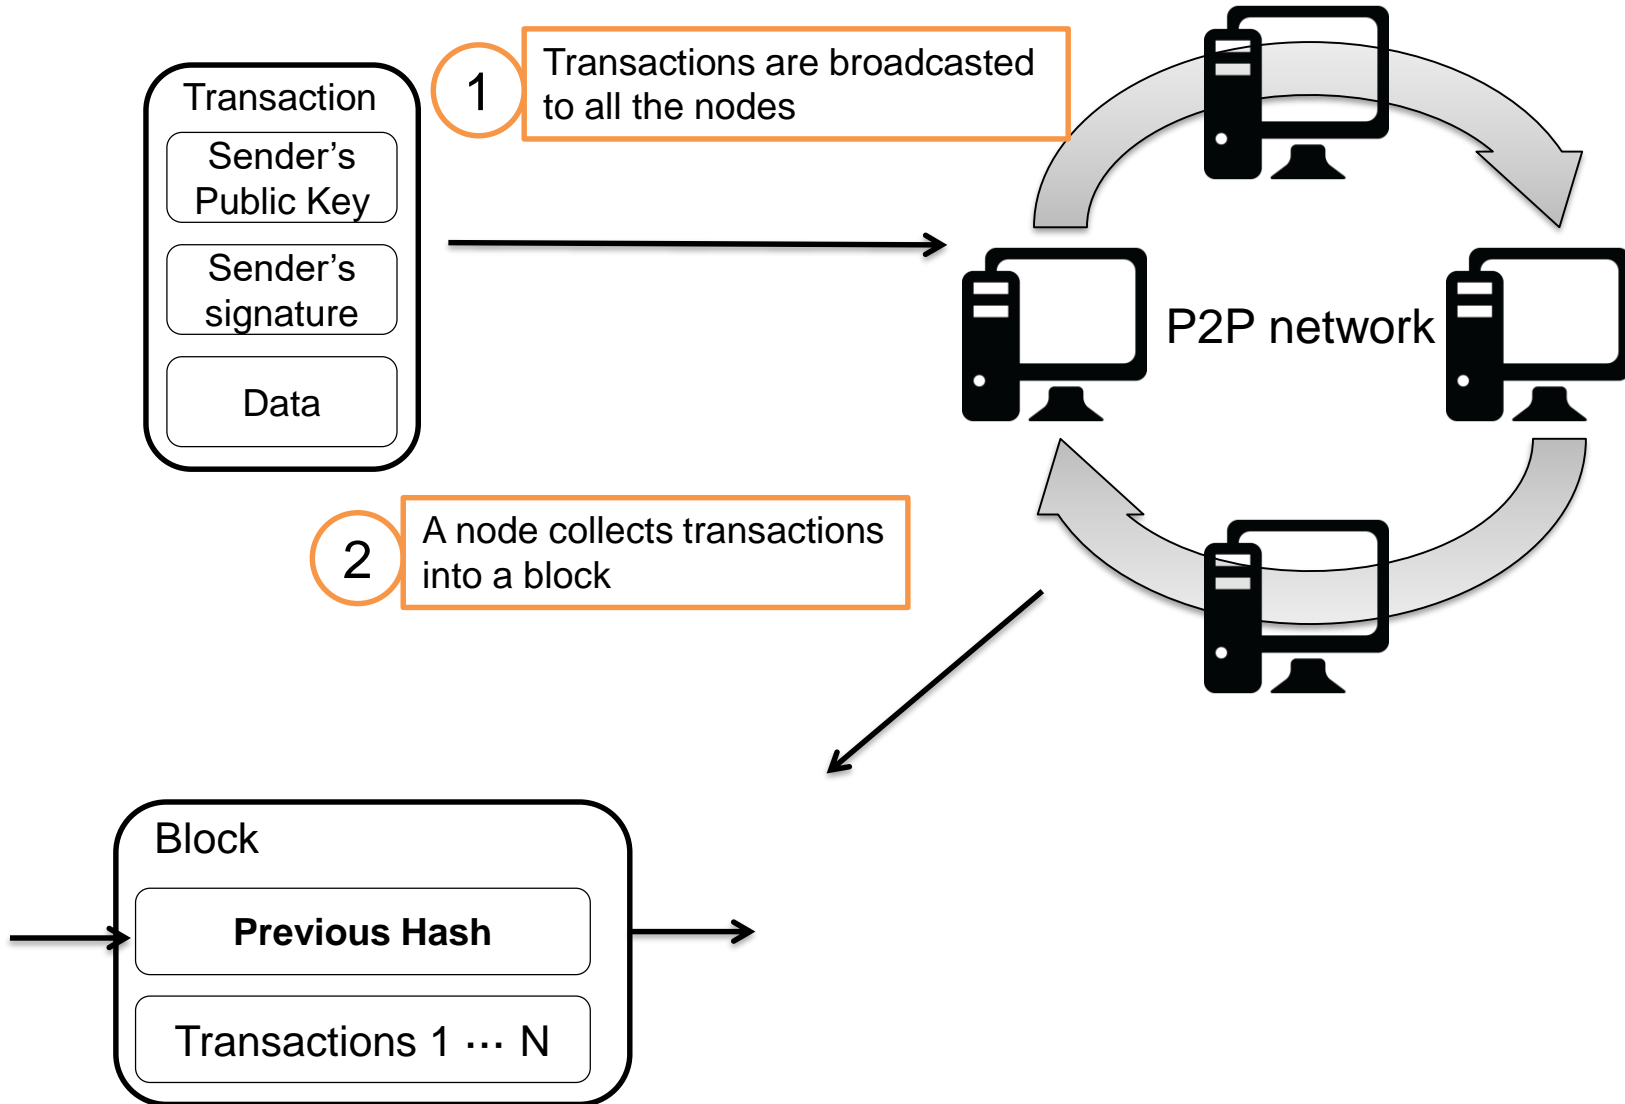 Transaction
Sender’s
Public Key
Sender’s
signature
Data
1
Transactions are broadcasted
to all the nodes
P2P network
2
A node collects transactions
into a block
Block
Previous Hash
Transactions 1 ··· N